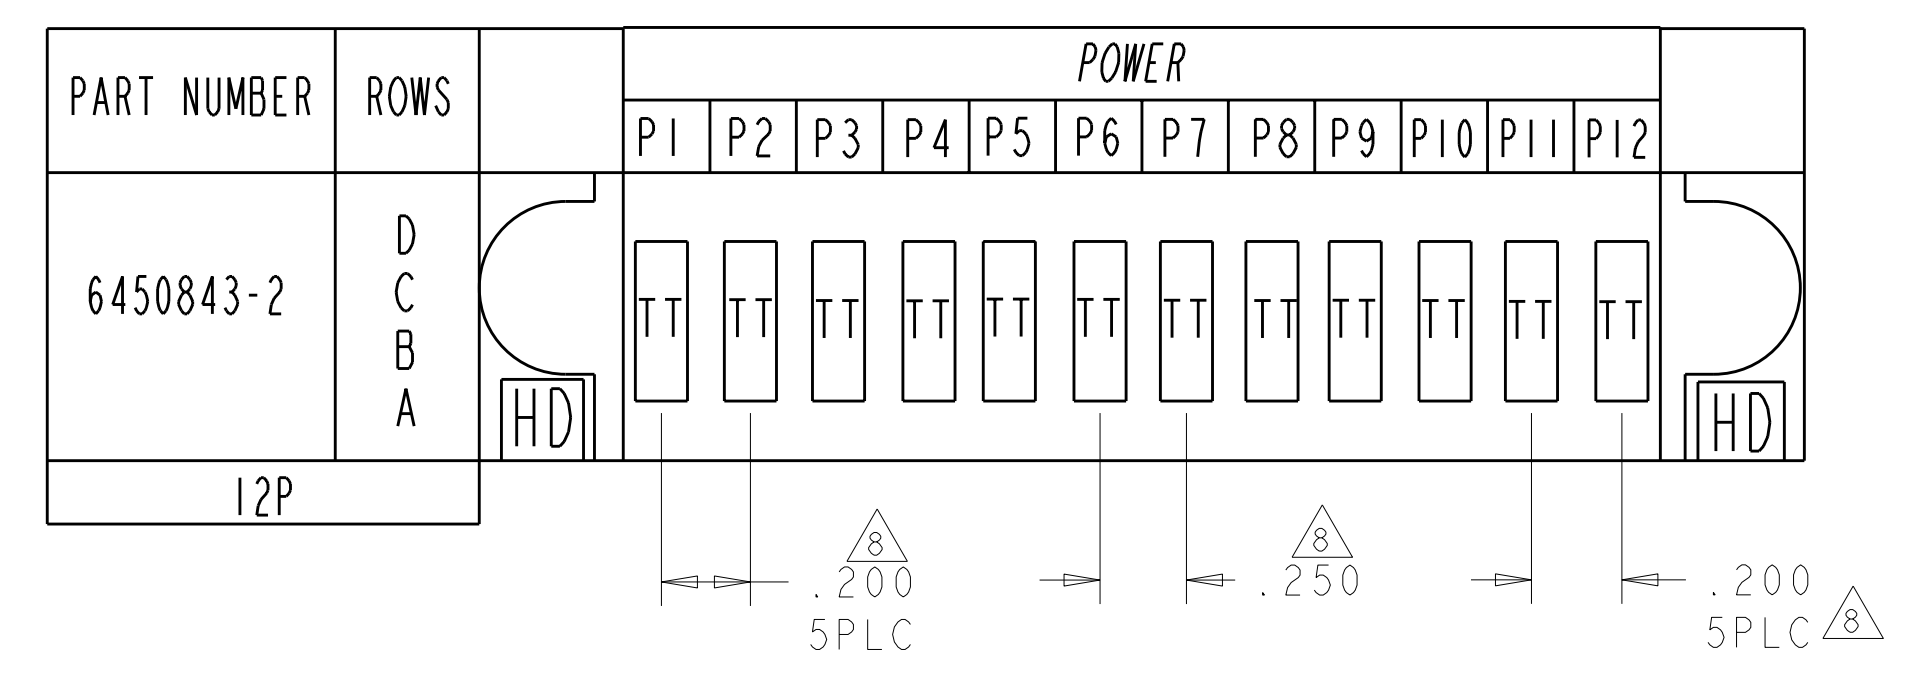 POWER
PART NUMBER ROWS
P1 P2 P3 P4 P5 P6 P7 P8 P9 P10 P11 P12
D
6450843-2 C
TT TT TT TT TT TT TT TT TT TT TT TT
B
A
HD HD
12P
8 8
.200 .250 .200
5PLC 5PLC 8